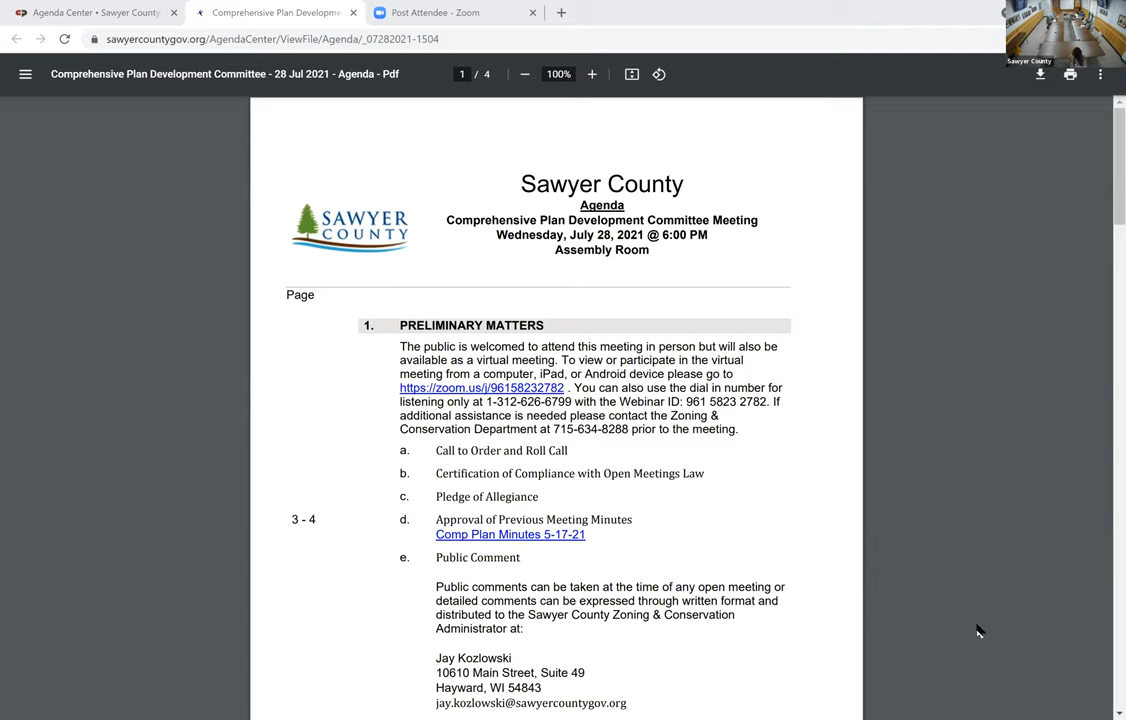 Agenda Center • Sawyer County,
Comprehensive Plan Developme
Post Attendee - Zoom
sawyercountygov.org/AgendaCenter/ViewFile/Agenda/_07282021-1504
Sawyer County
Comprehensive Plan Development Committee - 28 Jul 2021 - Agenda - Pdf
1 / 4
100%
Sawyer County
Agenda
SAWYER
COUNTY
Comprehensive Plan Development Committee Meeting
Wednesday, July 28, 2021 @ 6:00 PM
Assembly Room
Page
1. PRELIMINARY MATTERS
The public is welcomed to attend this meeting in person but will also be
available as a virtual meeting. To view or participate in the virtual
meeting from a computer, iPad, or Android device please go to
https://zoom.us/j/96158232782 . You can also use the dial in number for
listening only at 1-312-626-6799 with the Webinar ID: 961 5823 2782. If
additional assistance is needed please contact the Zoning &
Conservation Department at 715-634-8288 prior to the meeting.
a. Call to Order and Roll Call
b. Certification of Compliance with Open Meetings Law
c. Pledge of Allegiance
3 - 4 d. Approval of Previous Meeting Minutes
Comp Plan Minutes 5-17-21
e. Public Comment
Public comments can be taken at the time of any open meeting or
detailed comments can be expressed through written format and
distributed to the Sawyer County Zoning & Conservation
Administrator at:
Jay Kozlowski
10610 Main Street, Suite 49
Hayward, WI 54843
jay.kozlowski@sawyercountygov.org